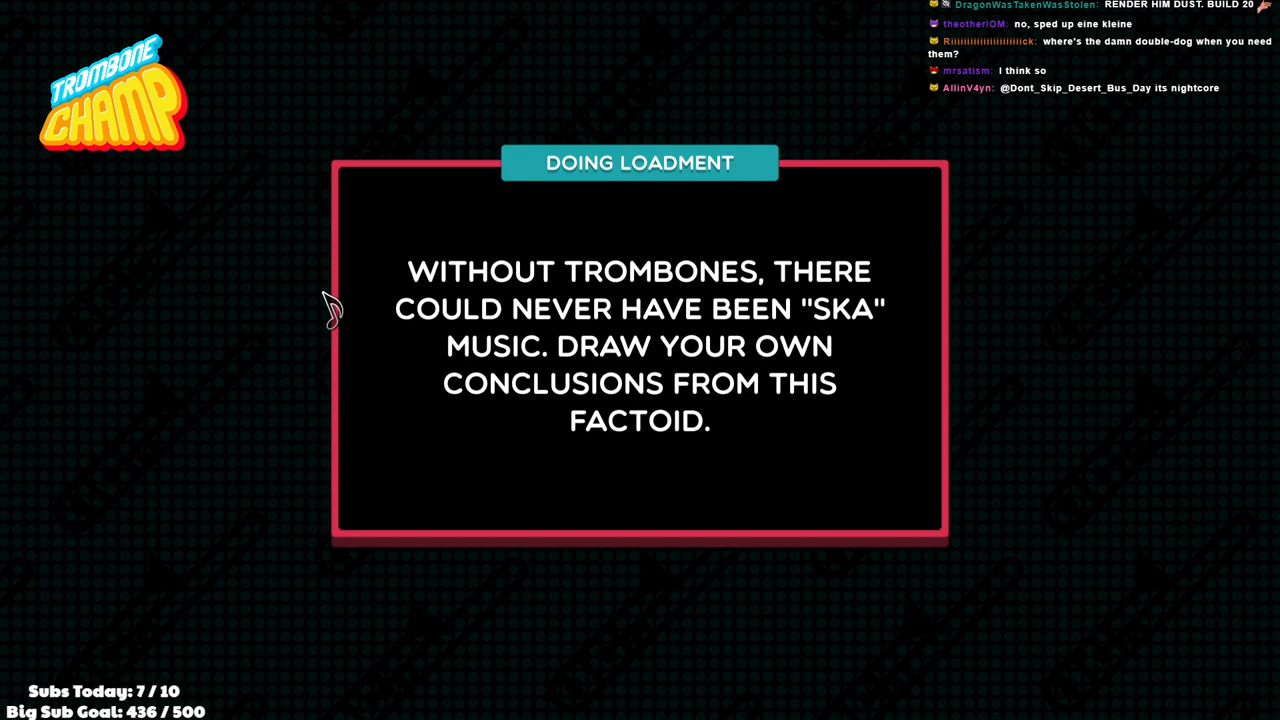 DragonWasTakenWasStolen: RENDER HIM DUST. BUILD 20
theotheriOM: no, sped up eine kleine
where's the damn double-dog when you need
them?
mrsatism: I think so
AllinV4yn: @Dont_Skip_Desert_Bus_Day its nightcore
TROMBONE
CHAMP
DOING LOADMENT
WITHOUT TROMBONES, THERE
COULD NEVER HAVE BEEN "SKA"
MUSIC. DRAW YOUR OWN
CONCLUSIONS FROM THIS
FACTOID.
Subs Today: 7 / 10
Big Sub Goal: 436 / 500